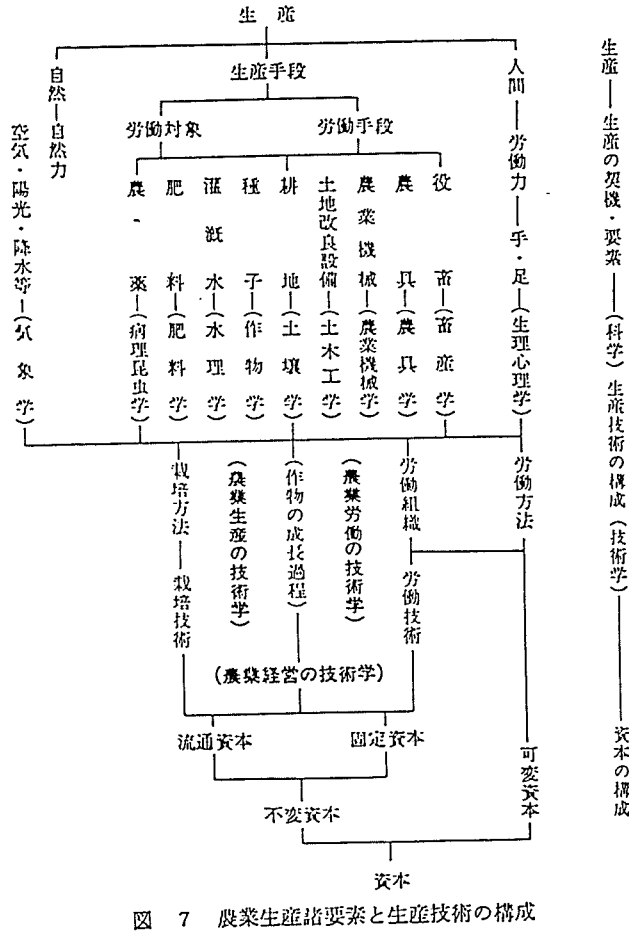 生産
生産手段
労働対象
労働手段
人間―労働力―手・足―(生理心理学)
役畜―(畜産学)
農具―(農具学)
農業機械―(農業機械学)
土地改良設備―(土木工学)
耕地―(土壌学)
種子―(作物学)
灌漑水―(水理学)
肥料―(肥料学)
農薬―(病理昆虫学)
自然―自然力
空気・陽光・降水等―(気象学)
労働方法
労働組織―労働技術
(農業労働の技術学)
(作物の成長過程)
(農業生産の技術学)
栽培方法―栽培技術
(農業経営の技術学)
流通資本
固定資本
可変資本
不変資本
資本
生産―生産の契機・要素―(科学)生産技術の構成(技術学)―資本の構成
図 7 農業生産諸要素と生産技術の構成